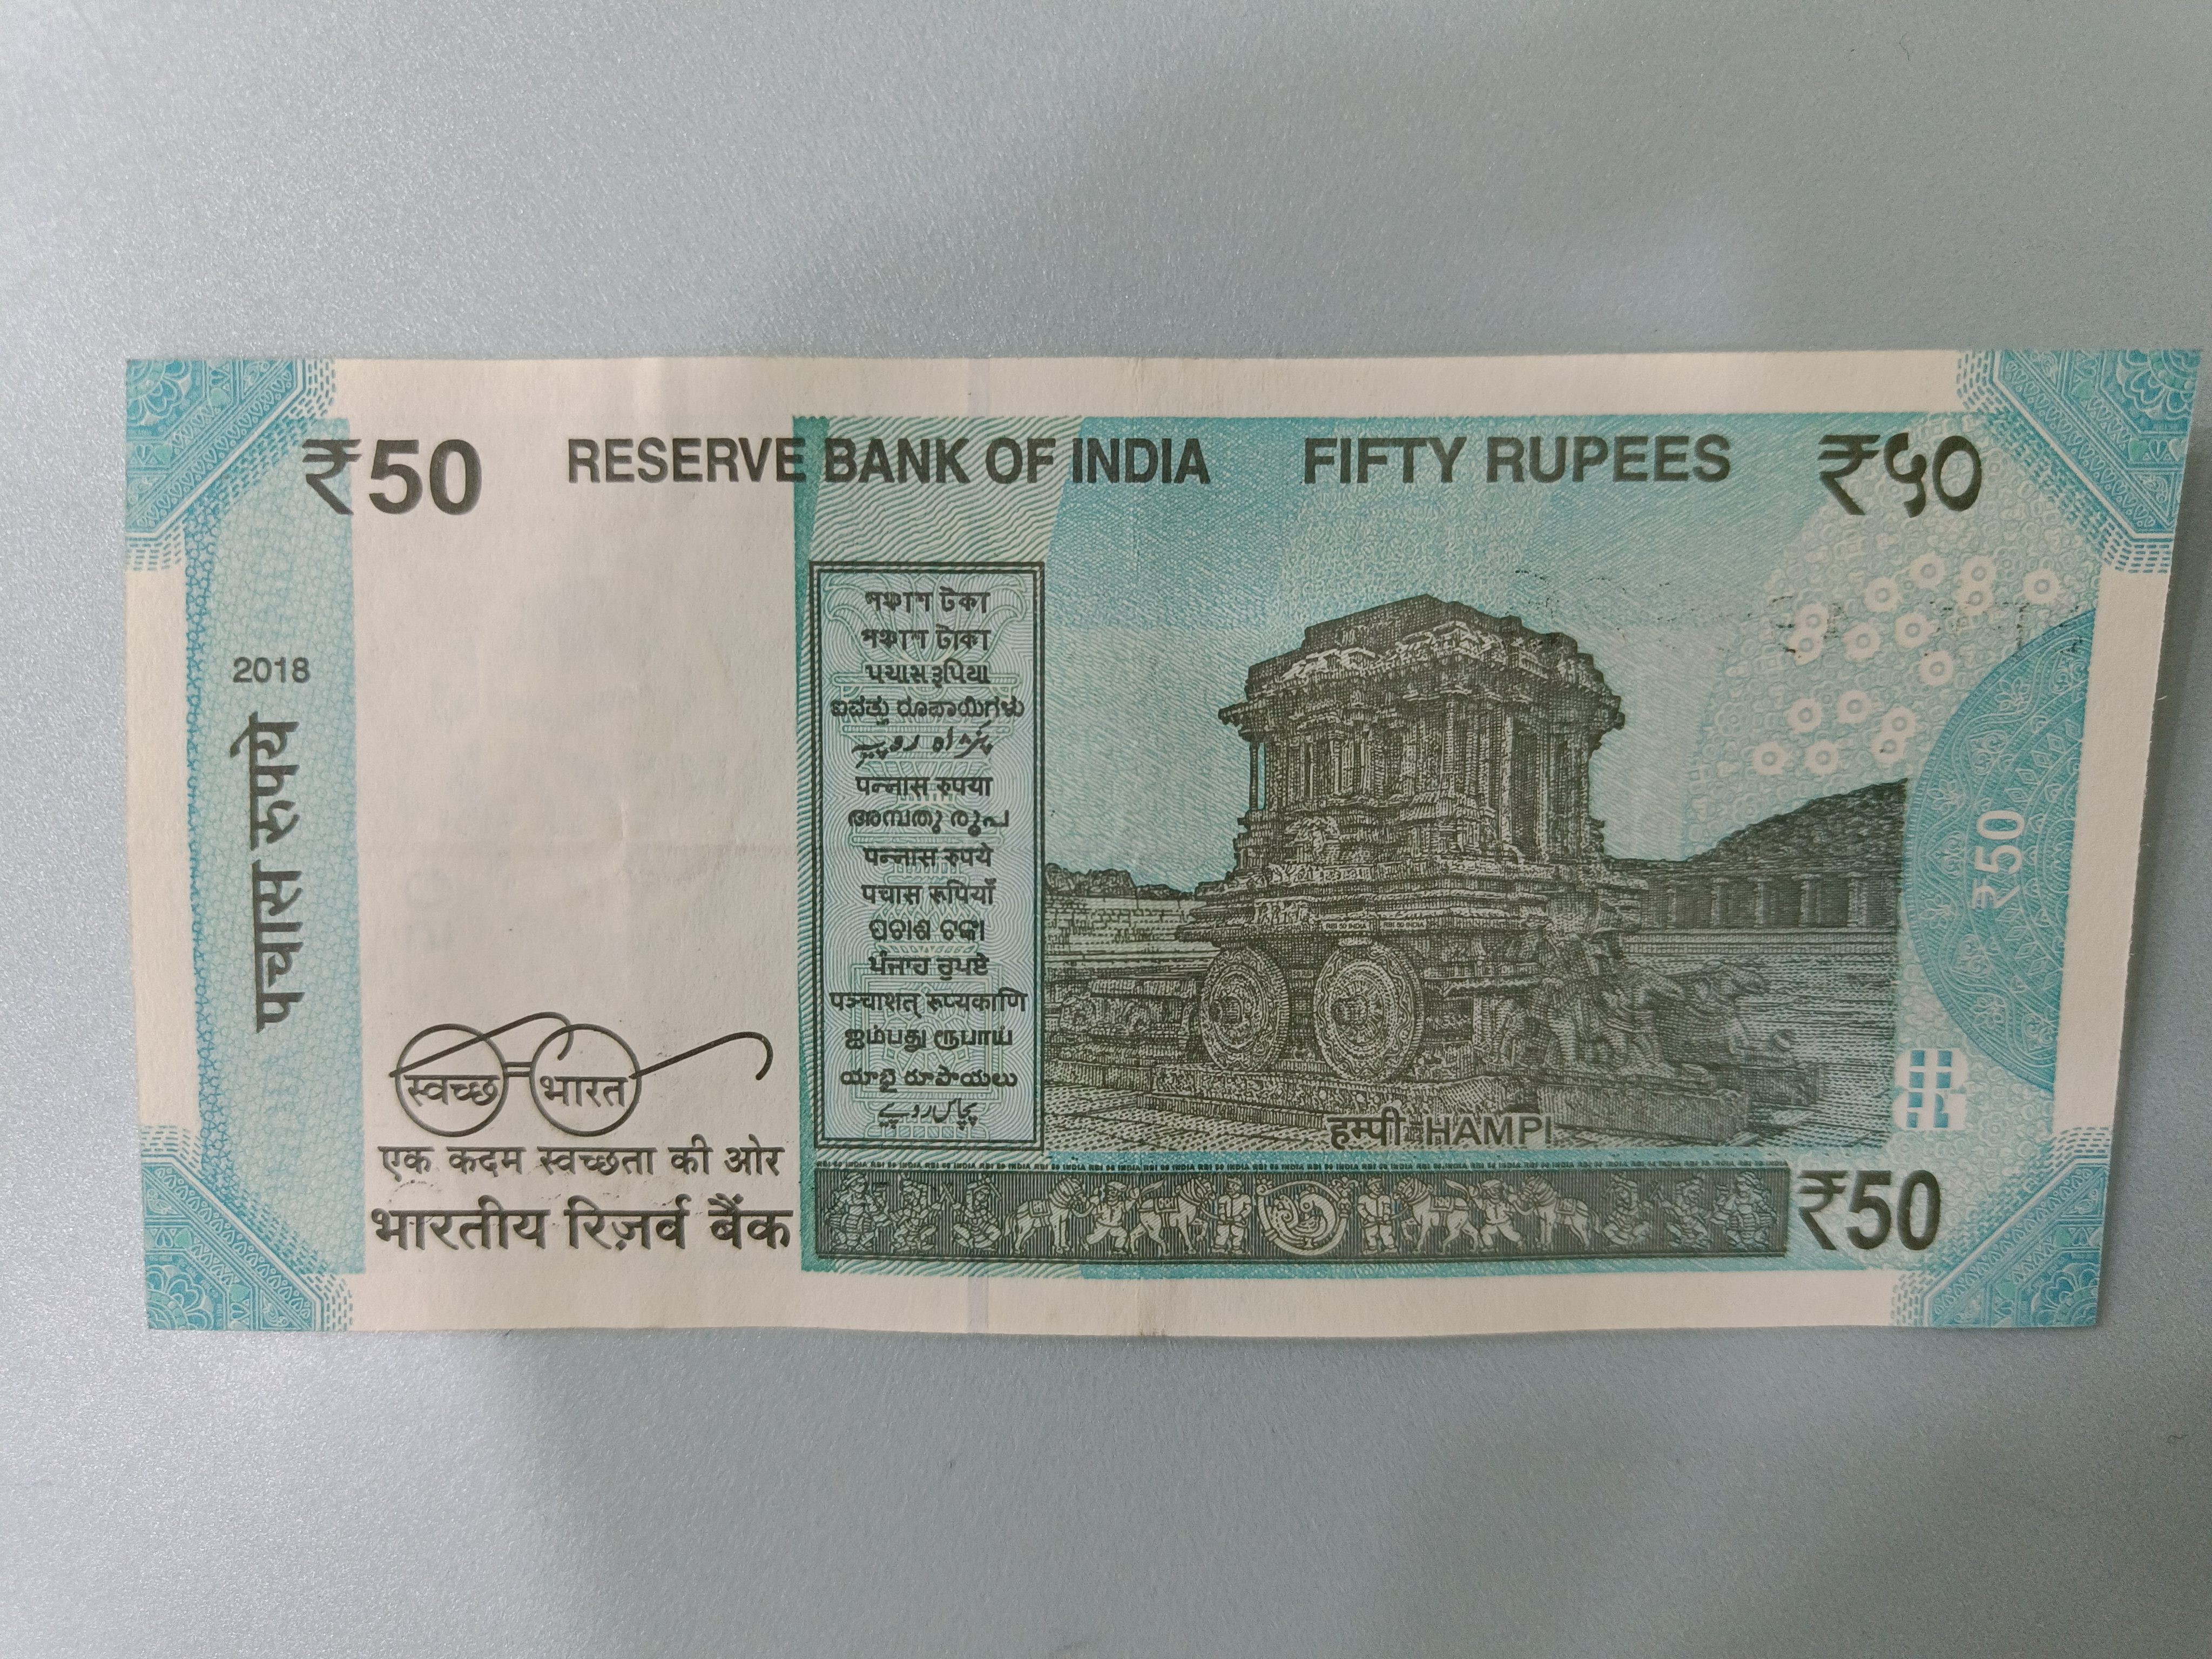 ₹50 RESERVE BANK OF INDIA FIFTY RUPEES ₹५०
2018
पचास रुपये
পঞ্চাশ টকা
পঞ্চাশ টাকা
પચાસ રૂપિયા
ಐವತ್ತು ರೂಪಾಯಿಗಳು
پَنٛژاہ روپیہِ
पन्नास रुपया
അമ്പതു രൂപ
पन्नास रुपये
पचास रूपियाँ
ପଚାଶ ଟଙ୍କା
ਪੰਜਾਹ ਰੁਪਏ
पञ्चाशत् रूप्यकाणि
ஐம்பது ரூபாய்
యాభై రూపాయలు
پچاس روپے
₹50
स्वच्छ भारत
एक कदम स्वच्छता की ओर
भारतीय रिज़र्व बैंक
हम्पी HAMPI
₹50